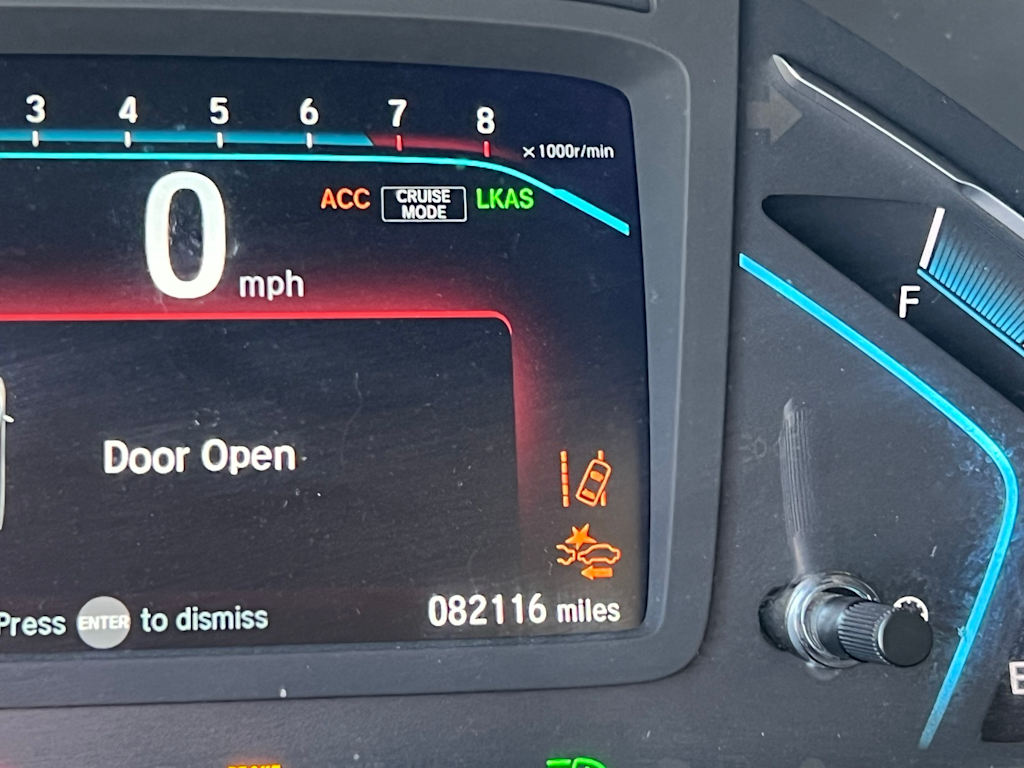 3 4 5 6 7 8
×1000r/min
0 mph
ACC CRUISE MODE LKAS
F
Door Open
Press ENTER to dismiss
082116 miles
E